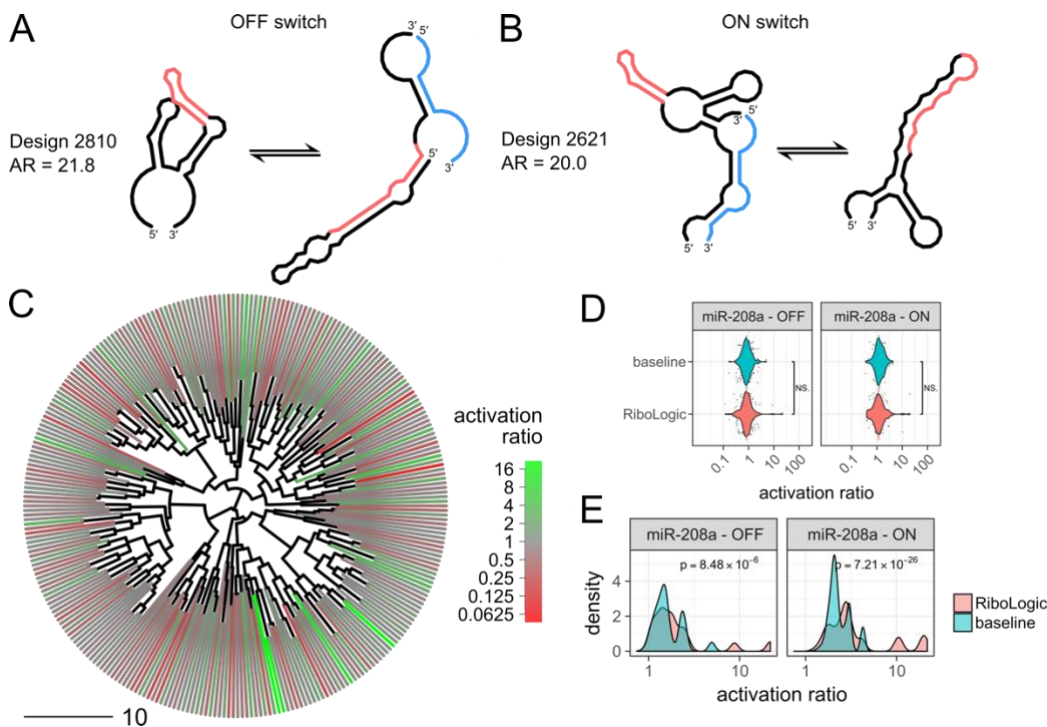 A
OFF switch
Design 2810
AR = 21.8
5′ 3′
3′ 5′
5′
3′
B
ON switch
Design 2621
AR = 20.0
5′
3′
5′ 3′
5′ 3′
C
activation
ratio
16
8
4
2
1
0.5
0.25
0.125
0.0625
10
D
miR-208a - OFF miR-208a - ON
baseline
RiboLogic
NS. NS.
0.1 1 10 100 0.1 1 10 100
activation ratio
E
miR-208a - OFF miR-208a - ON
p = 8.48 × 10⁻⁶ p = 7.21 × 10⁻²⁶
density
4
2
0
1 10 1 10
activation ratio
RiboLogic
baseline